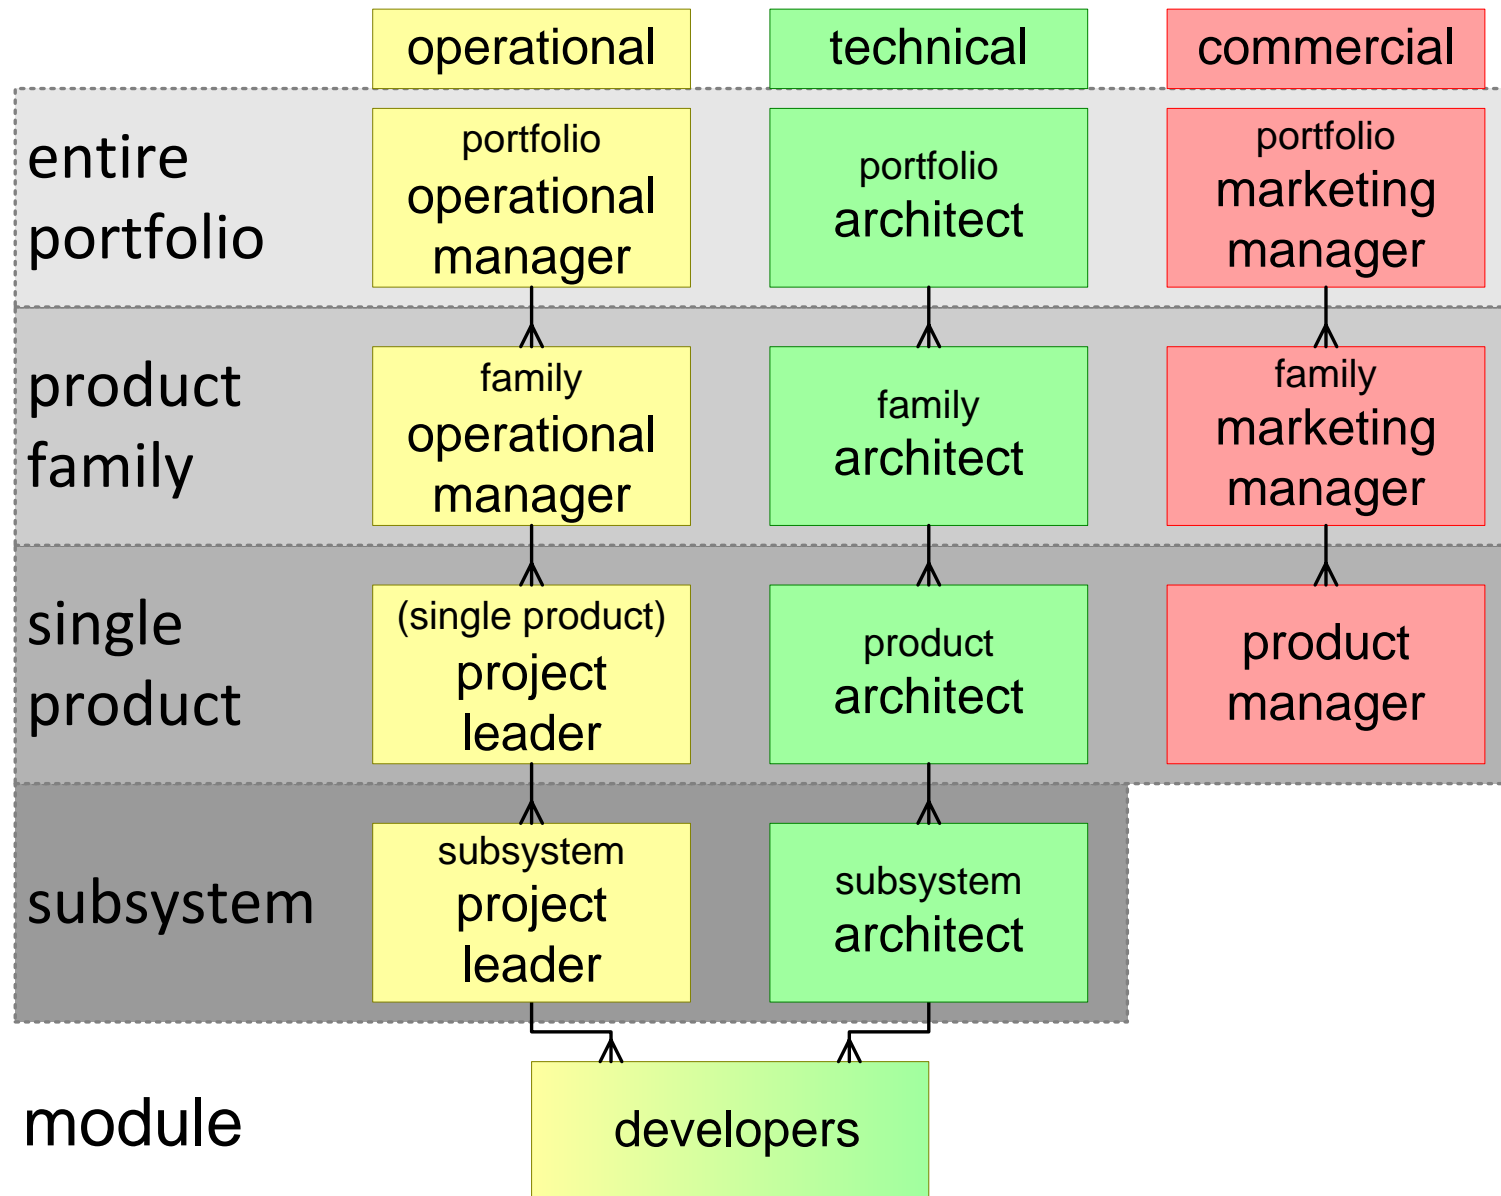 operational
technical
commercial
entire
portfolio
portfolio
operational
manager
portfolio
architect
portfolio
marketing
manager
product
family
family
operational
manager
family
architect
family
marketing
manager
single
product
(single product)
project
leader
product
architect
product
manager
subsystem
subsystem
project
leader
subsystem
architect
module
developers